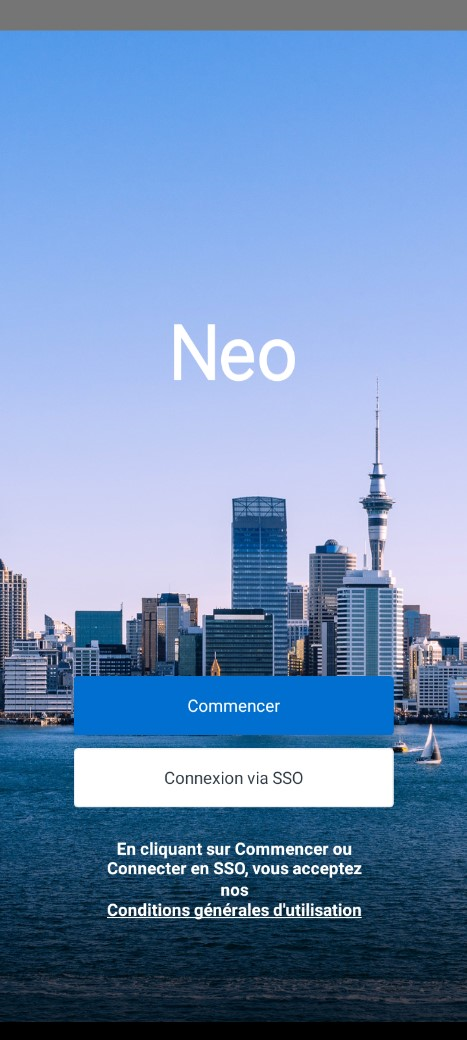 Neo
Commencer
Connexion via SSO
En cliquant sur Commencer ou
Connecter en SSO, vous acceptez
nos
Conditions générales d'utilisation